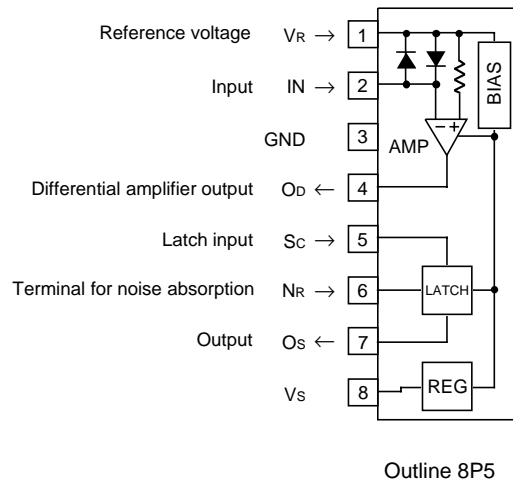 Reference voltage VR → 1
Input IN → 2
GND 3
Differential amplifier output OD ← 4
Latch input SC → 5
Terminal for noise absorption NR → 6
Output OS ← 7
VS 8
BIAS
− +
AMP
LATCH
REG
Outline 8P5